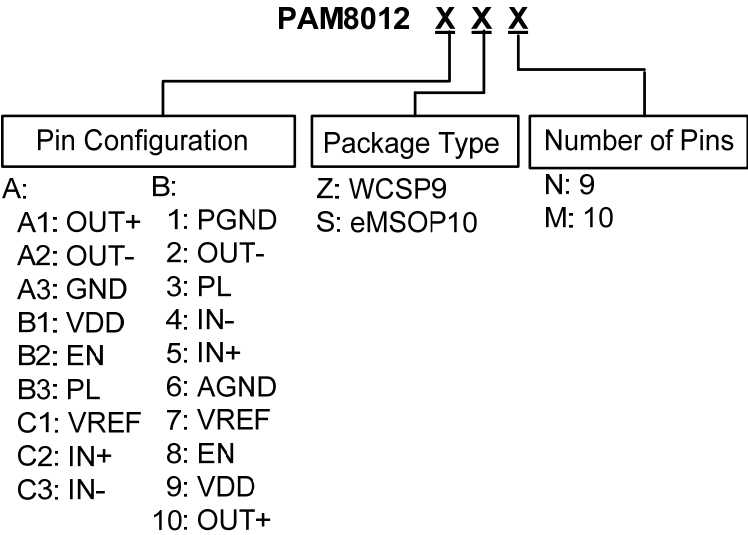 PAM8012 X X X
Pin Configuration
A:
A1: OUT+
A2: OUT-
A3: GND
B1: VDD
B2: EN
B3: PL
C1: VREF
C2: IN+
C3: IN-
B:
1: PGND
2: OUT-
3: PL
4: IN-
5: IN+
6: AGND
7: VREF
8: EN
9: VDD
10: OUT+
Package Type
Z: WCSP9
S: eMSOP10
Number of Pins
N: 9
M: 10